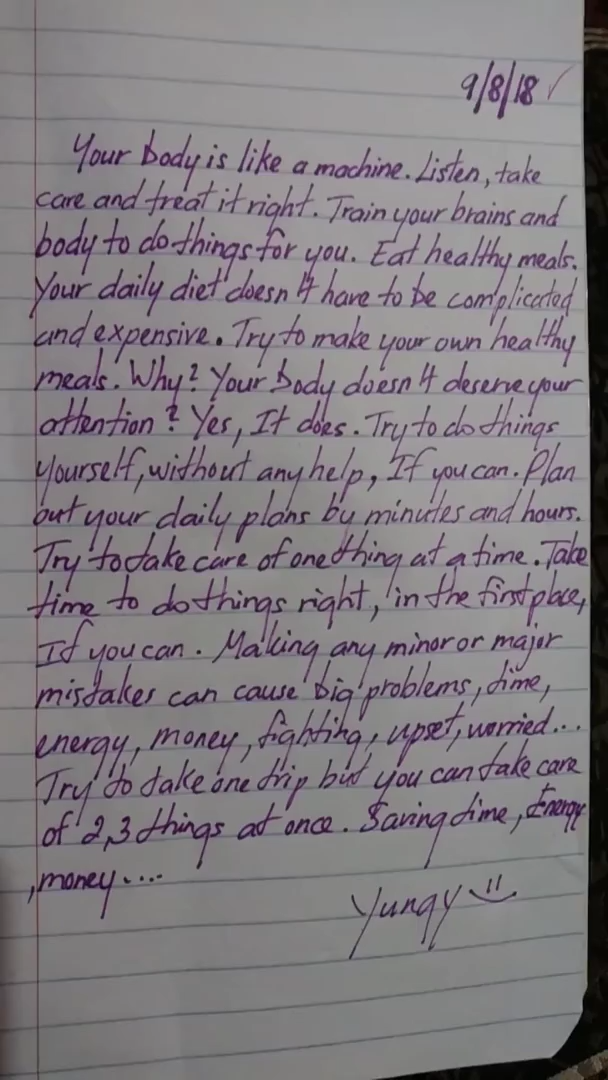 9/8/18 ✓
Your body is like a machine. Listen, take
care and treat it right. Train your brains and
body to do things for you. Eat healthy meals.
Your daily diet doesn't have to be complicated
and expensive. Try to make your own healthy
meals. Why? Your body doesn't deserve your
attention? Yes, It does. Try to do things
yourself, without any help, If you can. Plan
out your daily plans by minutes and hours.
Try to take care of one thing at a time. Take
time to do things right, in the first place,
If you can. Making any minor or major
mistakes can cause big problems, time,
energy, money, fighting, upset, worried...
Try to take one trip but you can take care
of 2,3 things at once. Saving time, Energy
,money....
Yungy